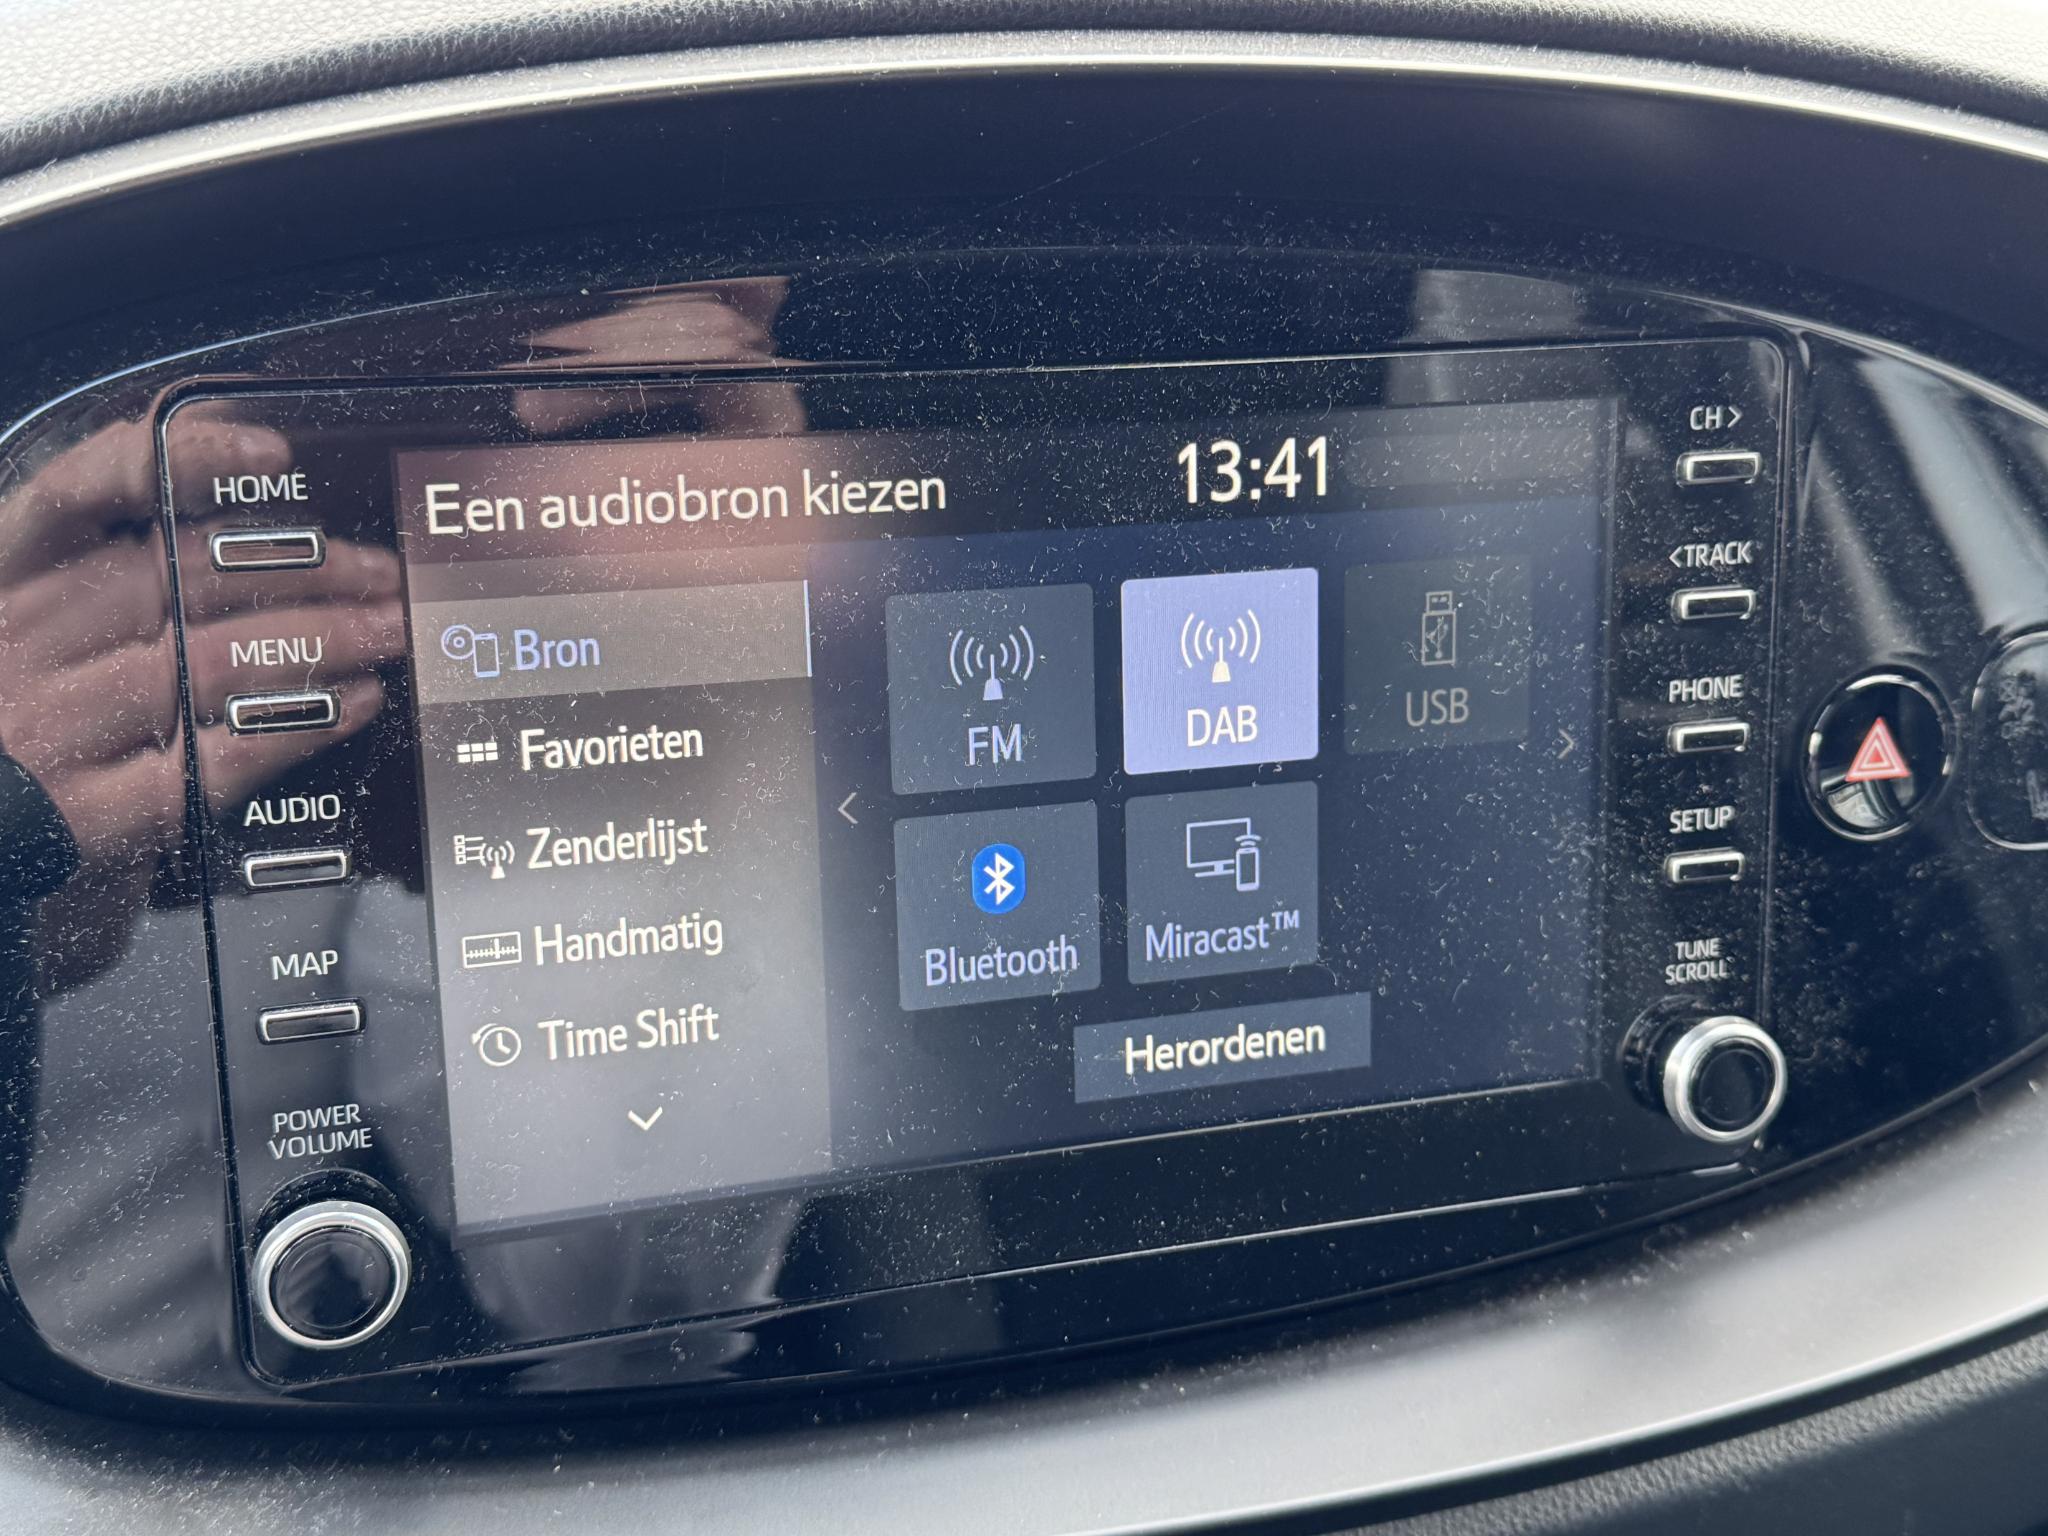 Een audiobron kiezen
13:41
HOME
MENU
AUDIO
MAP
POWER
VOLUME
Bron
Favorieten
Zenderlijst
Handmatig
Time Shift
FM
DAB
USB
Bluetooth
Miracast™
Herordenen
CH>
<TRACK
PHONE
SETUP
TUNE
SCROLL